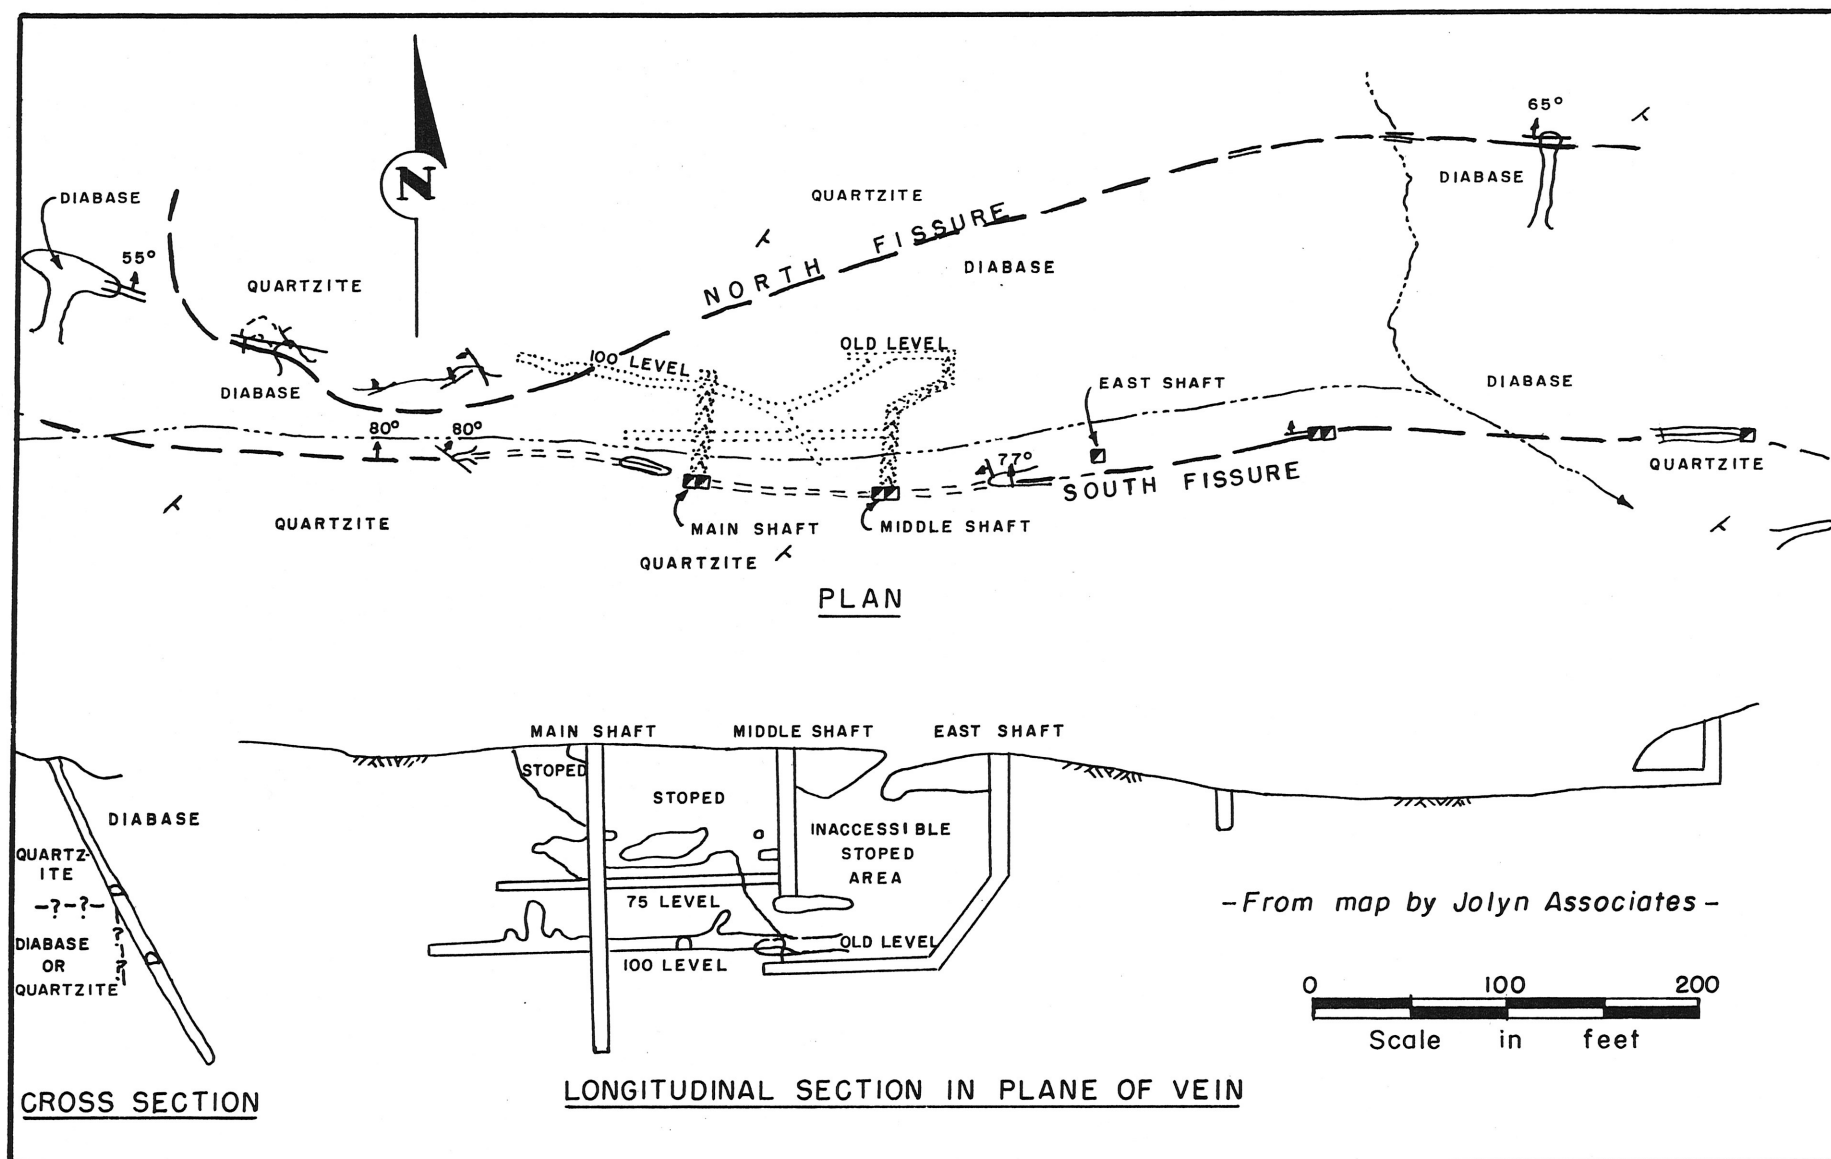 65°
DIABASE
QUARTZITE
DIABASE
55°
N
NORTH FISSURE
QUARTZITE
DIABASE
100 LEVEL
OLD LEVEL
EAST SHAFT
DIABASE
DIABASE
80°
80°
77°
SOUTH FISSURE
QUARTZITE
QUARTZITE
MAIN SHAFT
MIDDLE SHAFT
QUARTZITE
PLAN
MAIN SHAFT
MIDDLE SHAFT
EAST SHAFT
STOPED
STOPED
DIABASE
INACCESSIBLE
STOPED
AREA
QUARTZ-
ITE
-?-?-
DIABASE
OR
QUARTZITE
75 LEVEL
OLD LEVEL
100 LEVEL
-From map by Jolyn Associates-
0 100 200
Scale in feet
CROSS SECTION
LONGITUDINAL SECTION IN PLANE OF VEIN